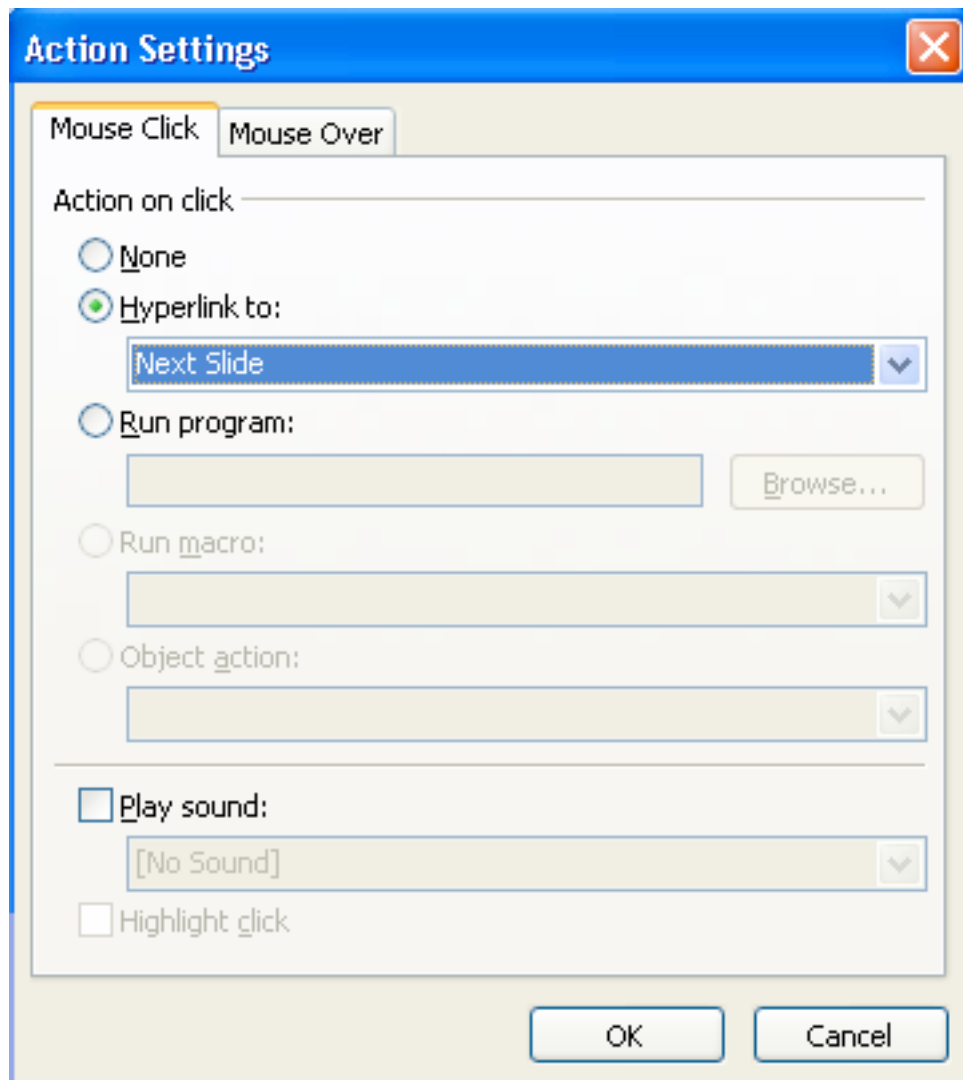 Action Settings
Mouse Click Mouse Over
Action on click
None
Hyperlink to:
Next Slide
Run program:
Browse...
Run macro:
Object action:
Play sound:
[No Sound]
Highlight click
OK Cancel